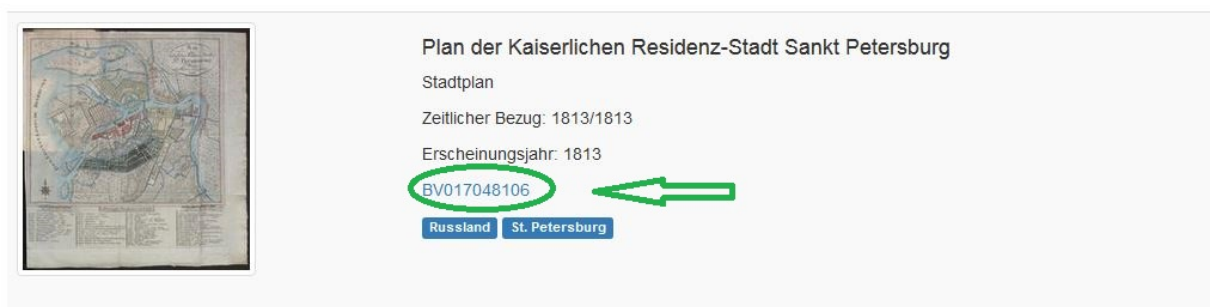 Plan der Kaiserlichen Residenz-Stadt Sankt Petersburg
Stadtplan
Zeitlicher Bezug: 1813/1813
Erscheinungsjahr: 1813
BV017048106
Russland St. Petersburg